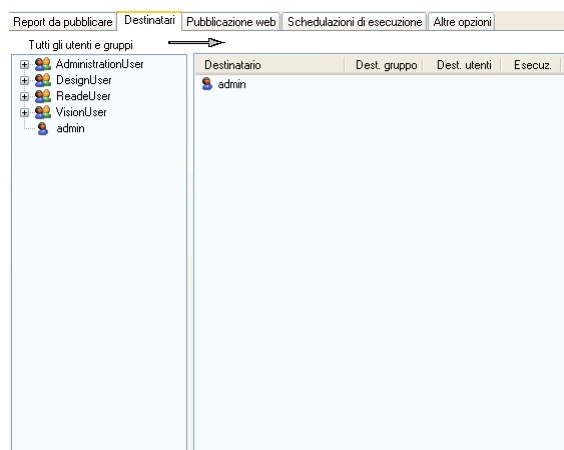 Report da pubblicare Destinatari Pubblicazione web Schedulazioni di esecuzione Altre opzioni
Tutti gli utenti e gruppi
AdministrationUser
DesignUser
ReadeUser
VisionUser
admin
Destinatario Dest. gruppo Dest. utenti Esecuz.
admin